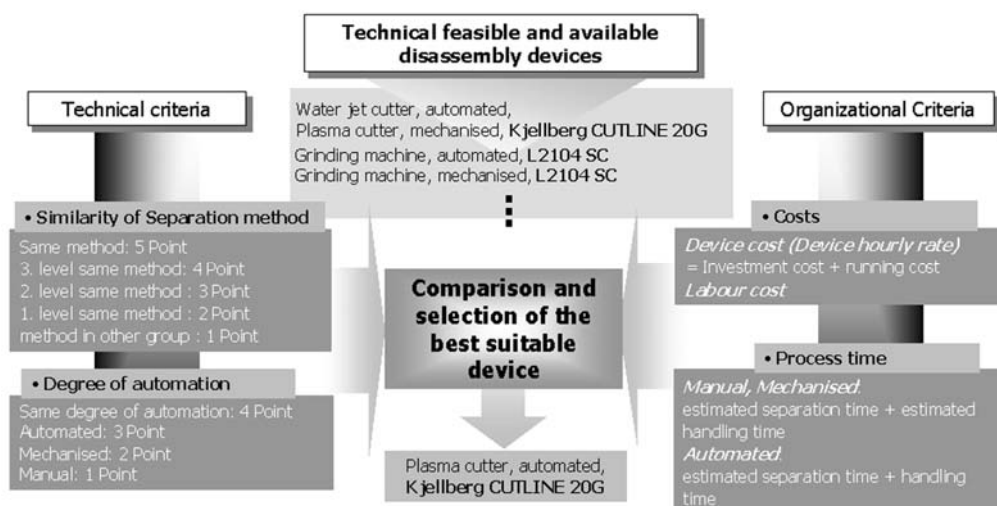 Technical feasible and available
disassembly devices
Technical criteria
Organizational Criteria
Water jet cutter, automated,
Plasma cutter, mechanised, Kjellberg CUTLINE 20G
Grinding machine, automated, L2104 SC
Grinding machine, mechanised, L2104 SC
• Similarity of Separation method
Same method: 5 Point
3. level same method: 4 Point
2. level same method : 3 Point
1. level same method : 2 Point
method in other group : 1 Point
• Degree of automation
Same degree of automation: 4 Point
Automated: 3 Point
Mechanised: 2 Point
Manual: 1 Point
Comparison and
selection of the
best suitable
device
Plasma cutter, automated,
Kjellberg CUTLINE 20G
• Costs
Device cost (Device hourly rate)
= Investment cost + running cost
Labour cost
• Process time
Manual, Mechanised:
estimated separation time + estimated
handling time
Automated:
estimated separation time + handling
time